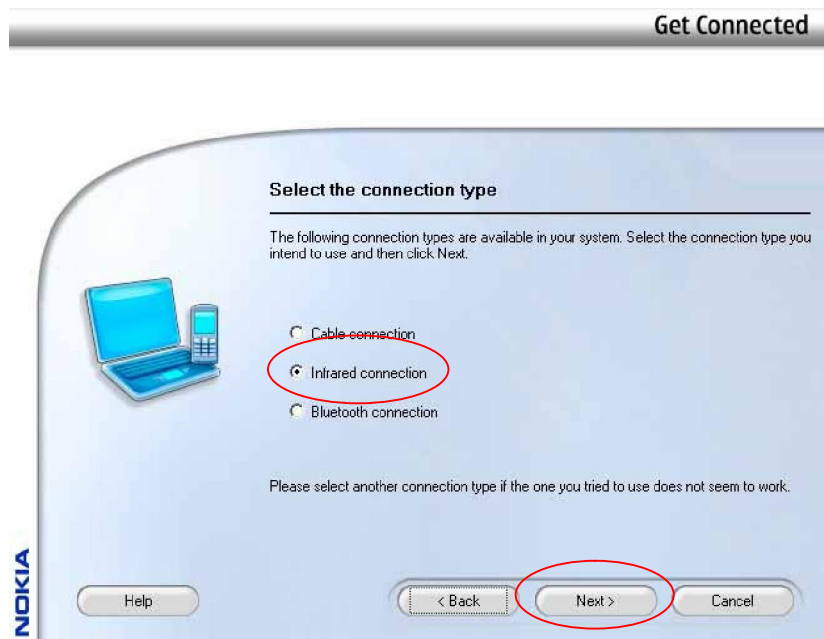 Get Connected
Select the connection type
The following connection types are available in your system. Select the connection type you
intend to use and then click Next.
Cable connection
Infrared connection
Bluetooth connection
Please select another connection type if the one you tried to use does not seem to work.
NOKIA
Help
< Back
Next >
Cancel